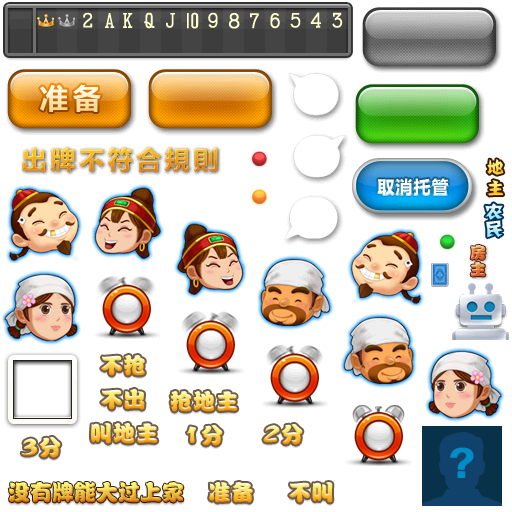 2 A K Q J 10 9 8 7 6 5 4 3
准备
出牌不符合規則
取消托管
地主
农民
房主
不抢
不出
抢地主
叫地主
1分
2分
3分
?
没有牌能大过上家
准备
不叫